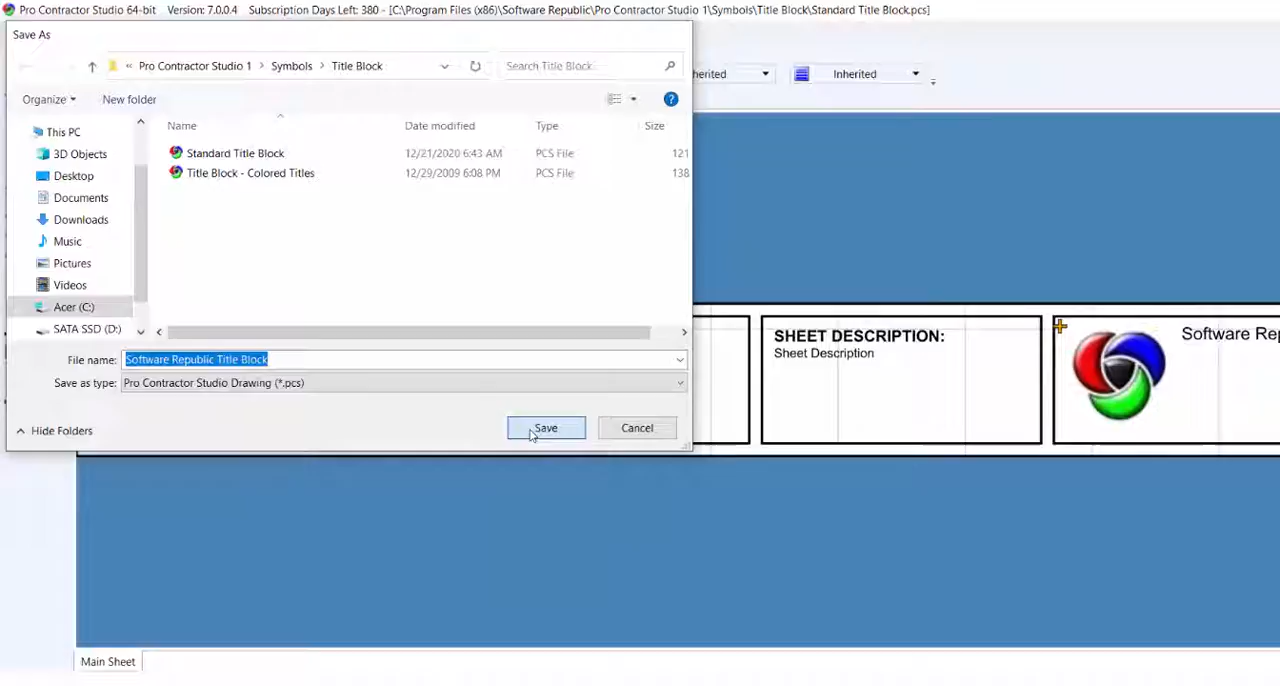 Pro Contractor Studio 64-bit Version: 7.0.0.4 Subscription Days Left: 380 - [C:\Program Files (x86)\Software Republic\Pro Contractor Studio 1\Symbols\Title Block\Standard Title Block.pcs]
Save As
« Pro Contractor Studio 1 > Symbols > Title Block
Search Title Block
herited
Inherited
Organize
New folder
?
Name
Date modified
Type
Size
This PC
3D Objects
Desktop
Documents
Downloads
Music
Pictures
Videos
Acer (C:)
SATA SSD (D:)
Standard Title Block 12/21/2020 6:43 AM PCS File 121
Title Block - Colored Titles 12/29/2009 6:08 PM PCS File 138
File name: Software Republic Title Block
Save as type: Pro Contractor Studio Drawing (*.pcs)
Hide Folders
Save
Cancel
SHEET DESCRIPTION:
Sheet Description
Software Rep
Main Sheet